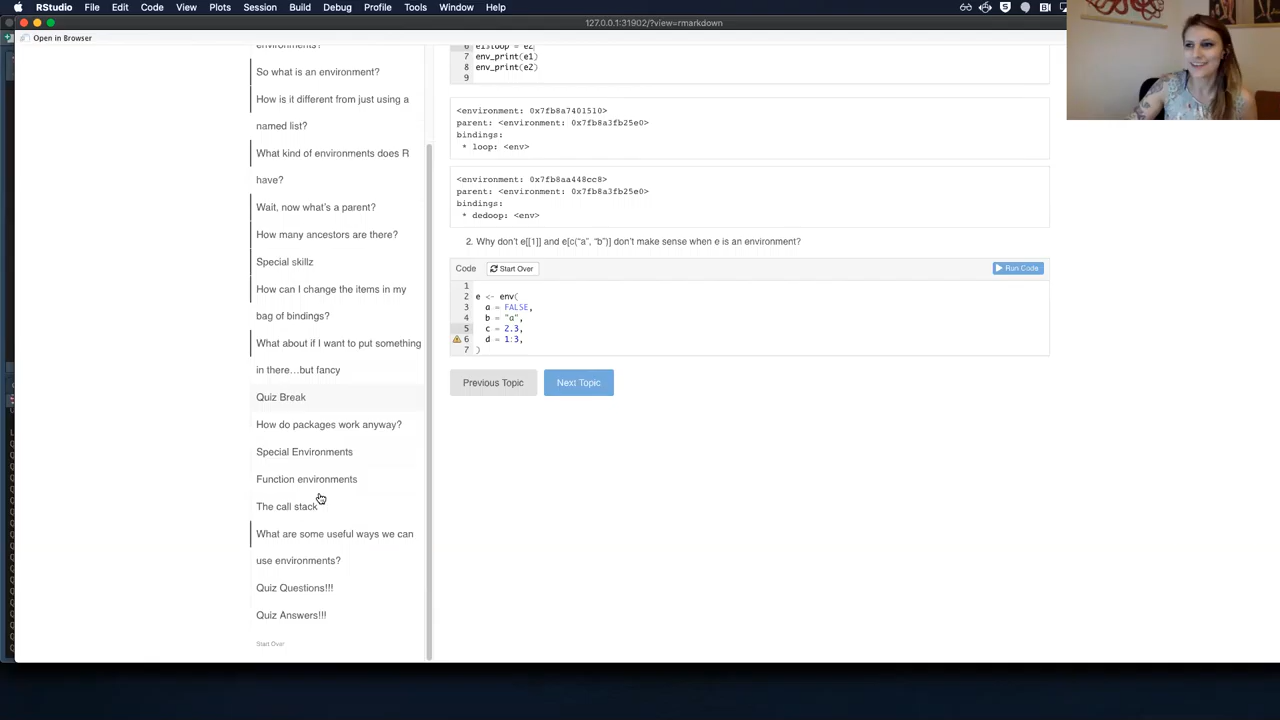 RStudio File Edit Code View Plots Session Build Debug Profile Tools Window Help
127.0.0.1:31902/?view=rmarkdown
Open in Browser
environments?
So what is an environment?
How is it different from just using a
named list?
What kind of environments does R
have?
Wait, now what's a parent?
How many ancestors are there?
Special skillz
How can I change the items in my
bag of bindings?
What about if I want to put something
in there…but fancy
Quiz Break
How do packages work anyway?
Special Environments
Function environments
The call stack
What are some useful ways we can
use environments?
Quiz Questions!!!
Quiz Answers!!!
Start Over
7 env_print(e1)
8 env_print(e2)
9
<environment: 0x7fb8a7401510>
parent: <environment: 0x7fb8a3fb25e0>
bindings:
* loop: <env>
<environment: 0x7fb8aa448cc8>
parent: <environment: 0x7fb8a3fb25e0>
bindings:
* dedoop: <env>
2. Why don't e[[1]] and e[c("a", "b")] don't make sense when e is an environment?
Code Start Over Run Code
1
2 e <- env(
3 a = FALSE,
4 b = "a",
5 c = 2.3,
6 d = 1:3,
7 )
Previous Topic Next Topic